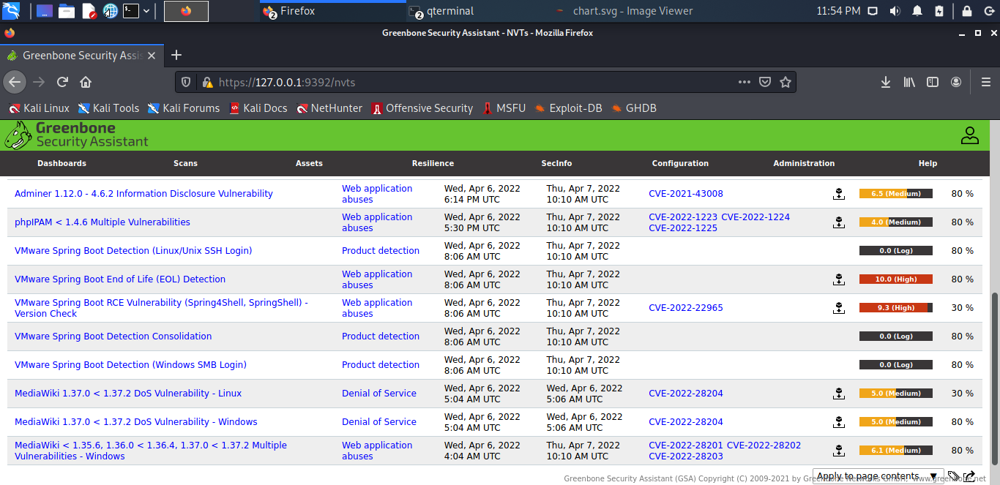 Firefox
2
qterminal
2
chart.svg - Image Viewer
11:54 PM
Greenbone Security Assistant - NVTs - Mozilla Firefox
Greenbone Security Assis
https://127.0.0.1:9392/nvts
Kali Linux Kali Tools Kali Forums Kali Docs NetHunter Offensive Security MSFU Exploit-DB GHDB
Greenbone
Security Assistant
Dashboards Scans Assets Resilience SecInfo Configuration Administration Help
Adminer 1.12.0 - 4.6.2 Information Disclosure Vulnerability
Web application
abuses
Wed, Apr 6, 2022
6:14 PM UTC
Thu, Apr 7, 2022
10:10 AM UTC
CVE-2021-43008
6.5 (Medium)
80 %
phpIPAM < 1.4.6 Multiple Vulnerabilities
Web application
abuses
Wed, Apr 6, 2022
5:30 PM UTC
Thu, Apr 7, 2022
10:10 AM UTC
CVE-2022-1223 CVE-2022-1224
CVE-2022-1225
4.0 (Medium)
80 %
VMware Spring Boot Detection (Linux/Unix SSH Login)
Product detection
Wed, Apr 6, 2022
8:06 AM UTC
Thu, Apr 7, 2022
10:10 AM UTC
0.0 (Log)
80 %
VMware Spring Boot End of Life (EOL) Detection
Web application
abuses
Wed, Apr 6, 2022
8:06 AM UTC
Thu, Apr 7, 2022
10:10 AM UTC
10.0 (High)
80 %
VMware Spring Boot RCE Vulnerability (Spring4Shell, SpringShell) -
Version Check
Web application
abuses
Wed, Apr 6, 2022
8:06 AM UTC
Thu, Apr 7, 2022
10:10 AM UTC
CVE-2022-22965
9.3 (High)
30 %
VMware Spring Boot Detection Consolidation
Product detection
Wed, Apr 6, 2022
8:06 AM UTC
Thu, Apr 7, 2022
10:10 AM UTC
0.0 (Log)
80 %
VMware Spring Boot Detection (Windows SMB Login)
Product detection
Wed, Apr 6, 2022
8:06 AM UTC
Thu, Apr 7, 2022
10:10 AM UTC
0.0 (Log)
80 %
MediaWiki 1.37.0 < 1.37.2 DoS Vulnerability - Linux
Denial of Service
Wed, Apr 6, 2022
5:04 AM UTC
Wed, Apr 6, 2022
5:06 AM UTC
CVE-2022-28204
5.0 (Medium)
30 %
MediaWiki 1.37.0 < 1.37.2 DoS Vulnerability - Windows
Denial of Service
Wed, Apr 6, 2022
5:04 AM UTC
Wed, Apr 6, 2022
5:06 AM UTC
CVE-2022-28204
5.0 (Medium)
80 %
MediaWiki < 1.35.6, 1.36.0 < 1.36.4, 1.37.0 < 1.37.2 Multiple
Vulnerabilities - Windows
Web application
abuses
Wed, Apr 6, 2022
4:04 AM UTC
Thu, Apr 7, 2022
10:10 AM UTC
CVE-2022-28201 CVE-2022-28202
CVE-2022-28203
6.1 (Medium)
80 %
Apply to page contents
Greenbone Security Assistant (GSA) Copyright (C) 2009-2021 by Greenbone Networks GmbH, www.greenbone.net